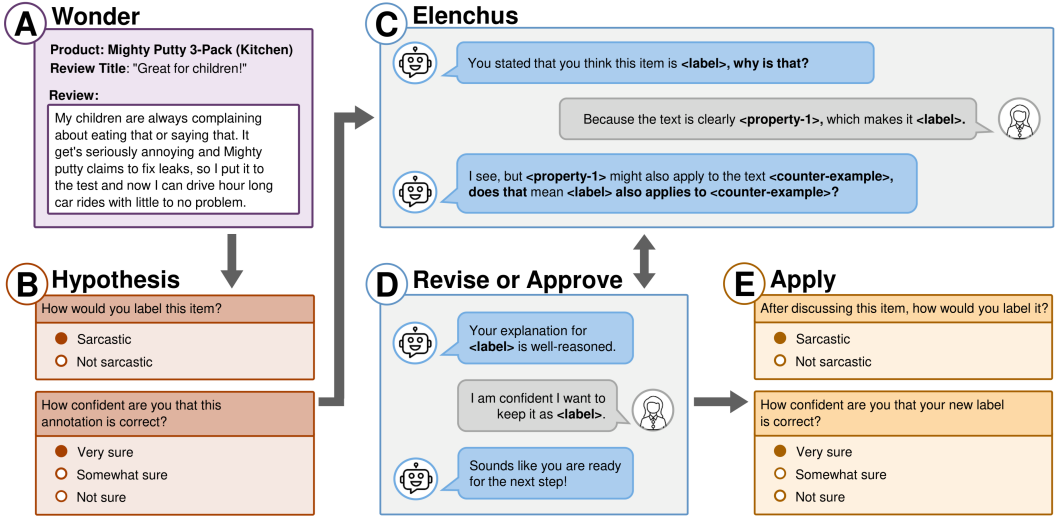 A Wonder
Product: Mighty Putty 3-Pack (Kitchen)
Review Title: "Great for children!"
Review:
My children are always complaining
about eating that or saying that. It
get's seriously annoying and Mighty
putty claims to fix leaks, so I put it to
the test and now I can drive hour long
car rides with little to no problem.
B Hypothesis
How would you label this item?
Sarcastic
Not sarcastic
How confident are you that this
annotation is correct?
Very sure
Somewhat sure
Not sure
C Elenchus
You stated that you think this item is <label>, why is that?
Because the text is clearly <property-1>, which makes it <label>.
I see, but <property-1> might also apply to the text <counter-example>,
does that mean <label> also applies to <counter-example>?
D Revise or Approve
Your explanation for
<label> is well-reasoned.
I am confident I want to
keep it as <label>.
Sounds like you are ready
for the next step!
E Apply
After discussing this item, how would you label it?
Sarcastic
Not sarcastic
How confident are you that your new label
is correct?
Very sure
Somewhat sure
Not sure